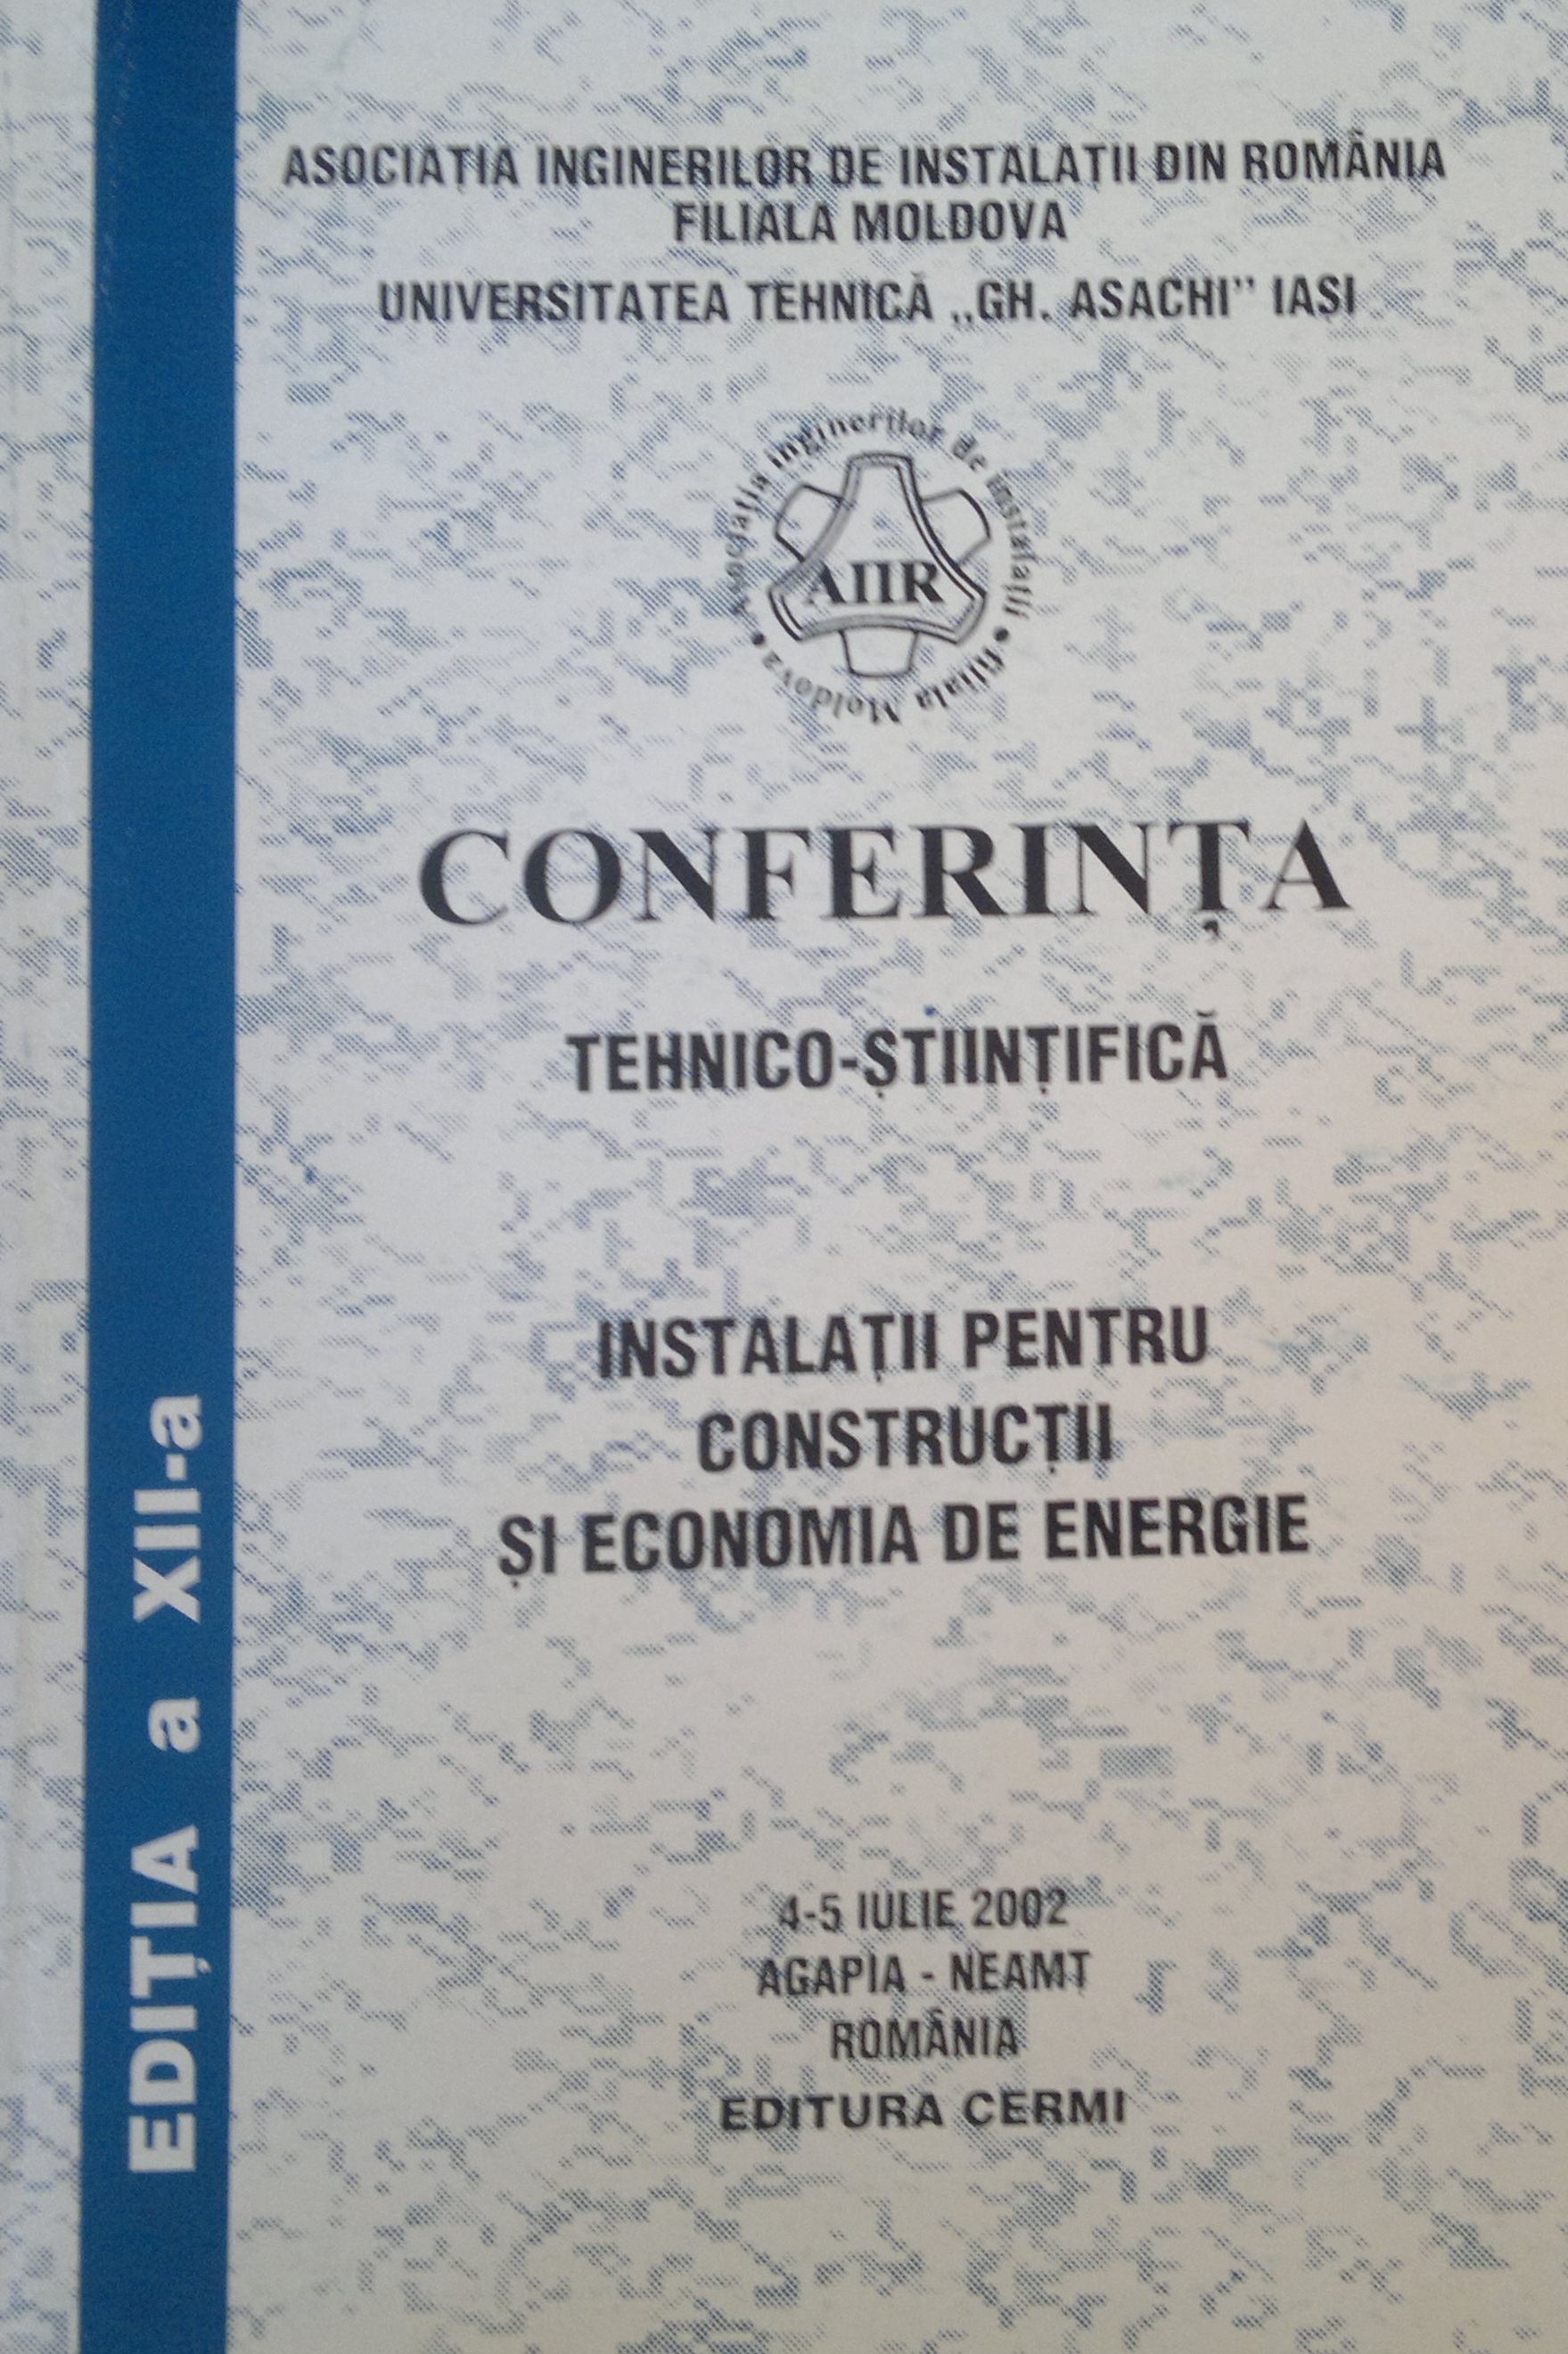 ASOCIAȚIA INGINERILOR DE INSTALAȚII DIN ROMÂNIA
FILIALA MOLDOVA
UNIVERSITATEA TEHNICĂ „GH. ASACHI” IAȘI
Asociația inginerilor de instalații • filiala Moldova •
AIIR
CONFERINȚA
TEHNICO-ȘTIINȚIFICĂ
INSTALAȚII PENTRU
CONSTRUCȚII
ȘI ECONOMIA DE ENERGIE
4-5 IULIE 2002
AGAPIA - NEAMȚ
ROMÂNIA
EDITURA CERMI
EDIȚIA a XII-a